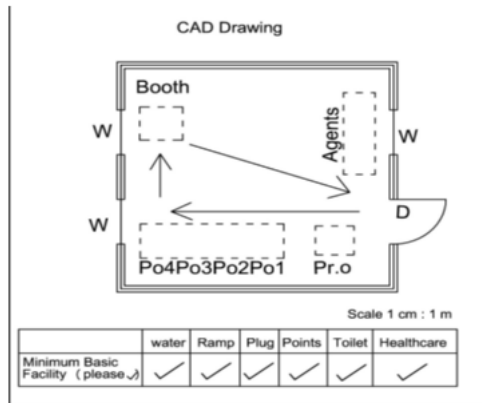 CAD Drawing
Booth
Agents
W
W
W
D
Po4Po3Po2Po1 Pr.o
Scale 1 cm : 1 m
water Ramp Plug Points Toilet Healthcare
Minimum Basic
Facility (please ✓) ✓ ✓ ✓ ✓ ✓ ✓